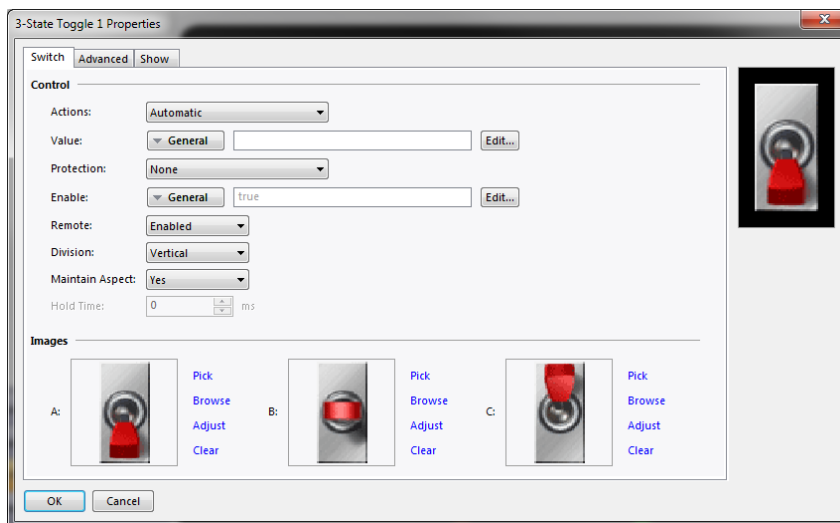 3-State Toggle 1 Properties
Switch Advanced Show
Control
Actions: Automatic
Value: General Edit...
Protection: None
Enable: General true Edit...
Remote: Enabled
Division: Vertical
Maintain Aspect: Yes
Hold Time: 0 ms
Images
A: Pick Browse Adjust Clear
B: Pick Browse Adjust Clear
C: Pick Browse Adjust Clear
OK Cancel